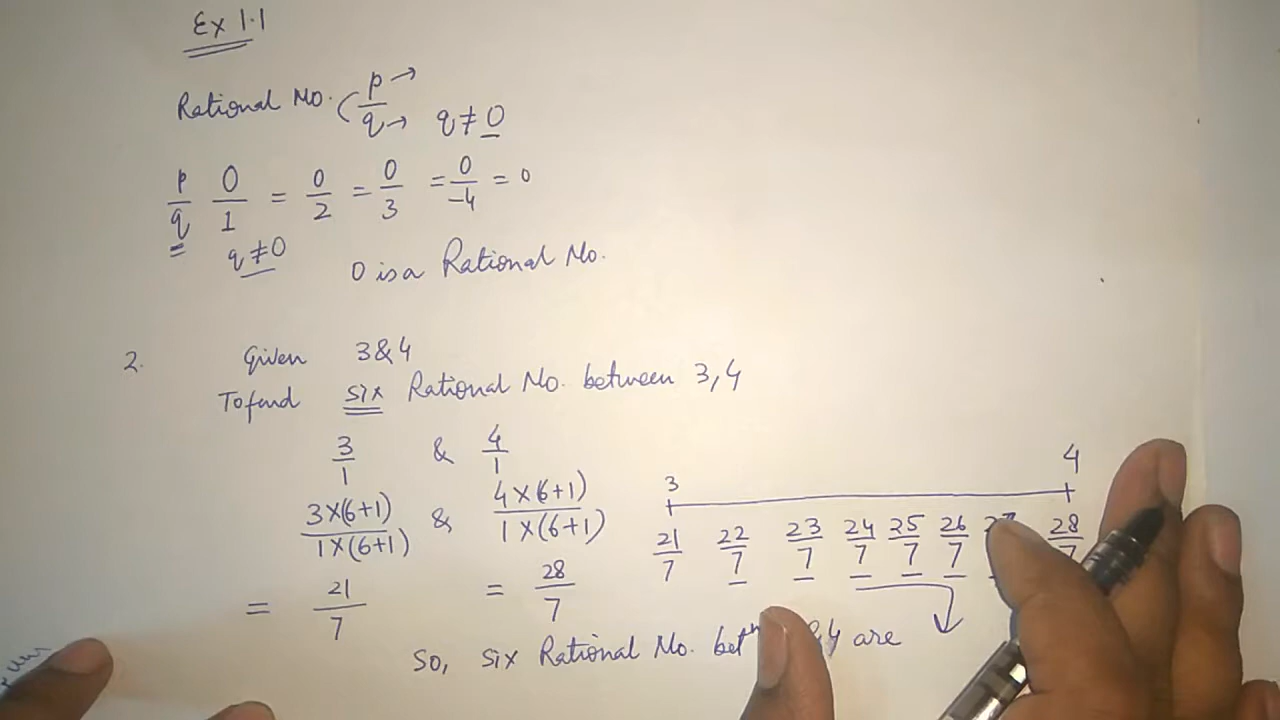 Ex 1.1
Rational No. ( p/q → → q ≠ 0
p/q 0/1 = 0/2 = 0/3 = 0/-4 = 0
q ≠ 0 0 is a Rational No.
2. Given 3 & 4
To find six Rational No. between 3, 4
3/1 & 4/1
3×(6+1)/1×(6+1) & 4×(6+1)/1×(6+1)
= 21/7 = 28/7
3 4
21/7 22/7 23/7 24/7 25/7 26/7 28/7
So, six Rational No. bet &4 are